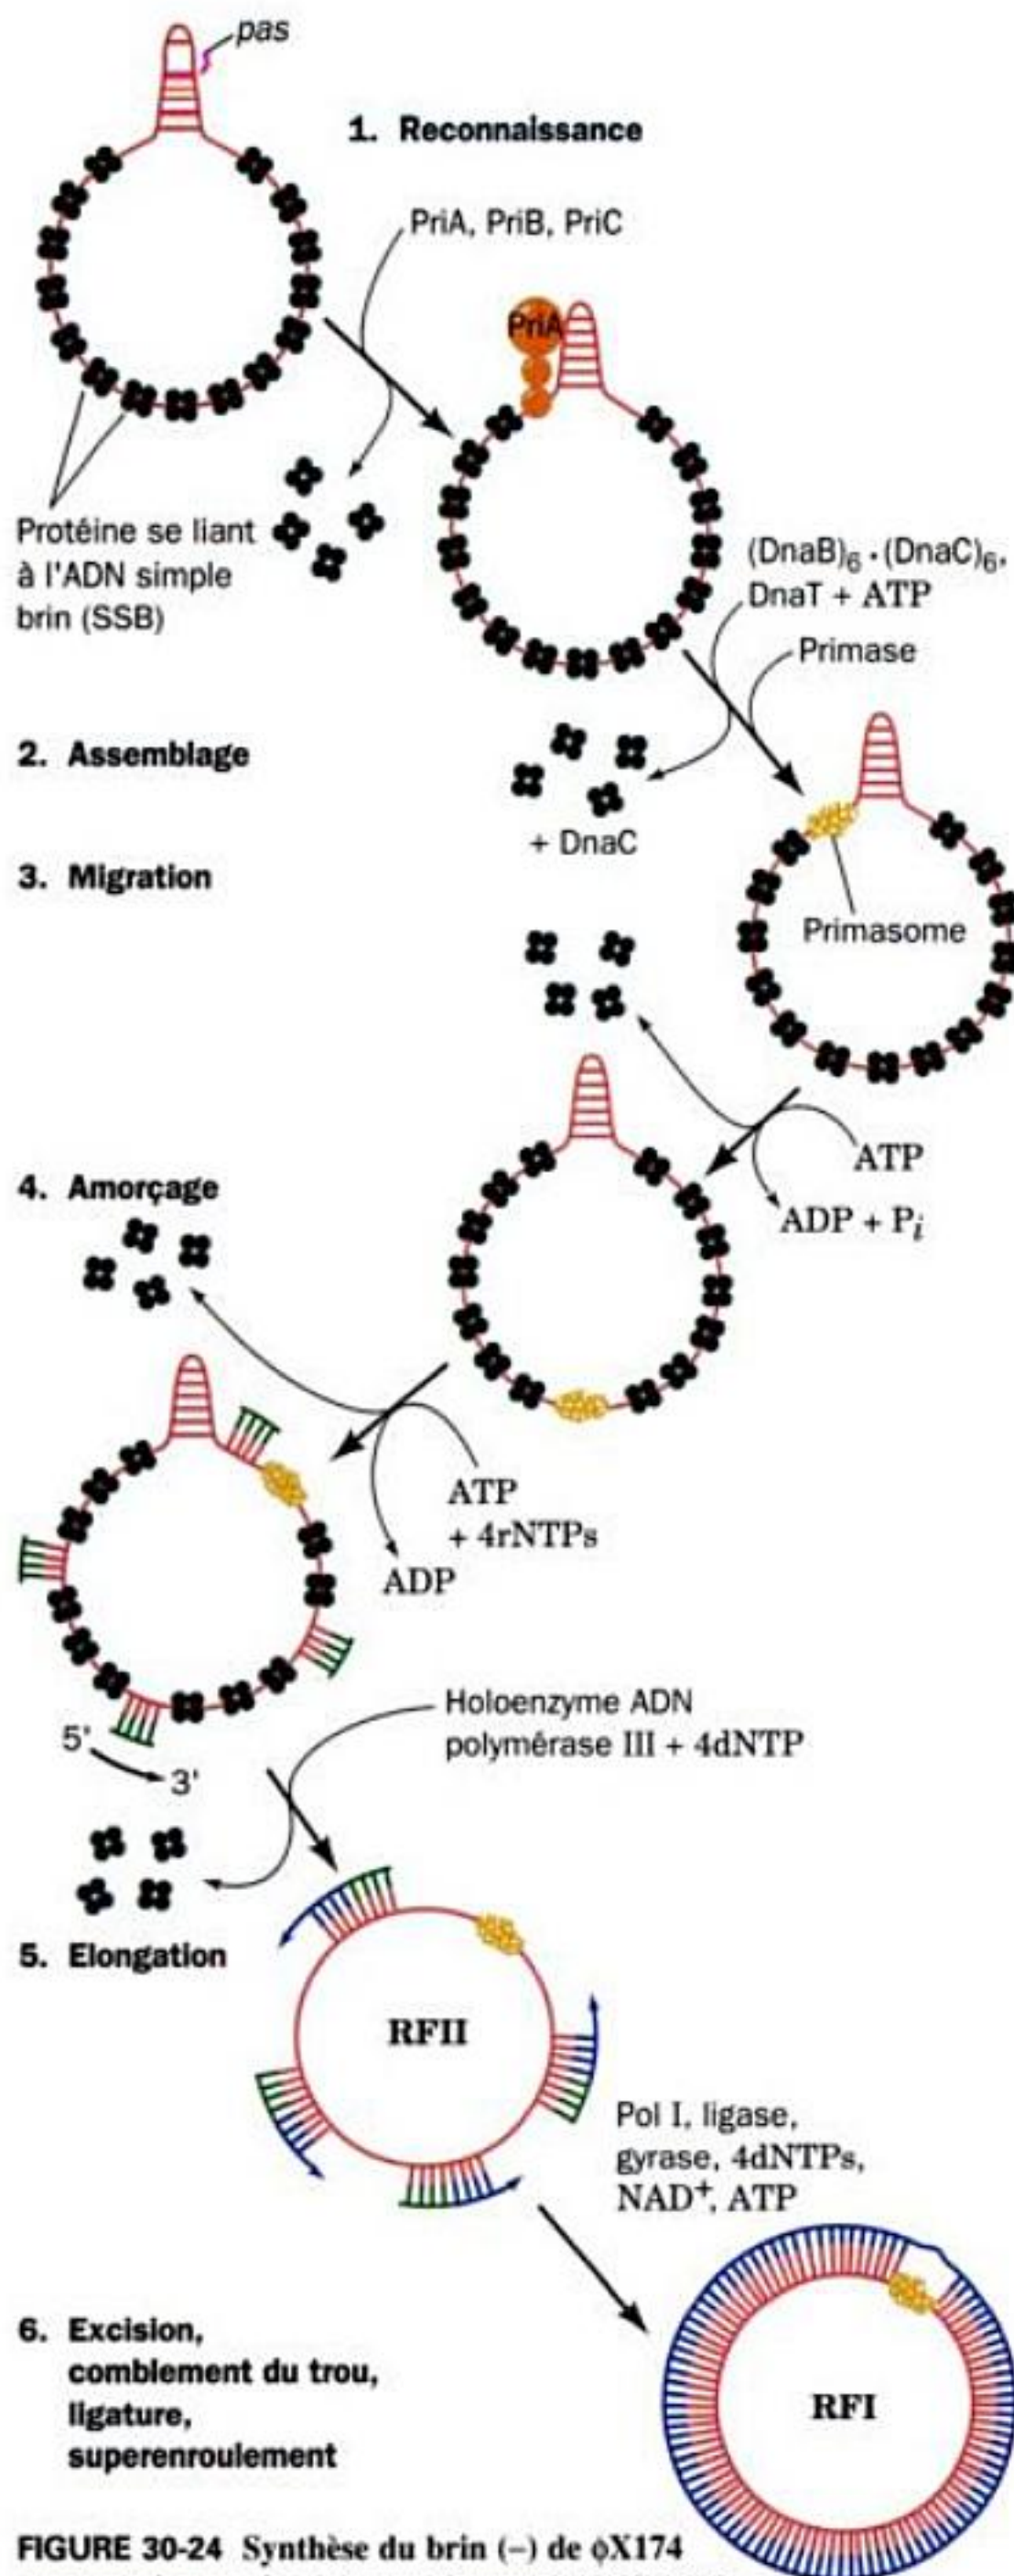 pas
1. Reconnaissance
PriA, PriB, PriC
PriA
Protéine se liant
à l'ADN simple
brin (SSB)
(DnaB)6 · (DnaC)6,
DnaT + ATP
Primase
2. Assemblage
+ DnaC
3. Migration
Primasome
ATP
ADP + Pi
4. Amorçage
ATP
+ 4rNTPs
ADP
Holoenzyme ADN
polymérase III + 4dNTP
5'
3'
5. Elongation
RFII
Pol I, ligase,
gyrase, 4dNTPs,
NAD+, ATP
6. Excision,
comblement du trou,
ligature,
superenroulement
RFI
FIGURE 30-24 Synthèse du brin (–) de ϕX174